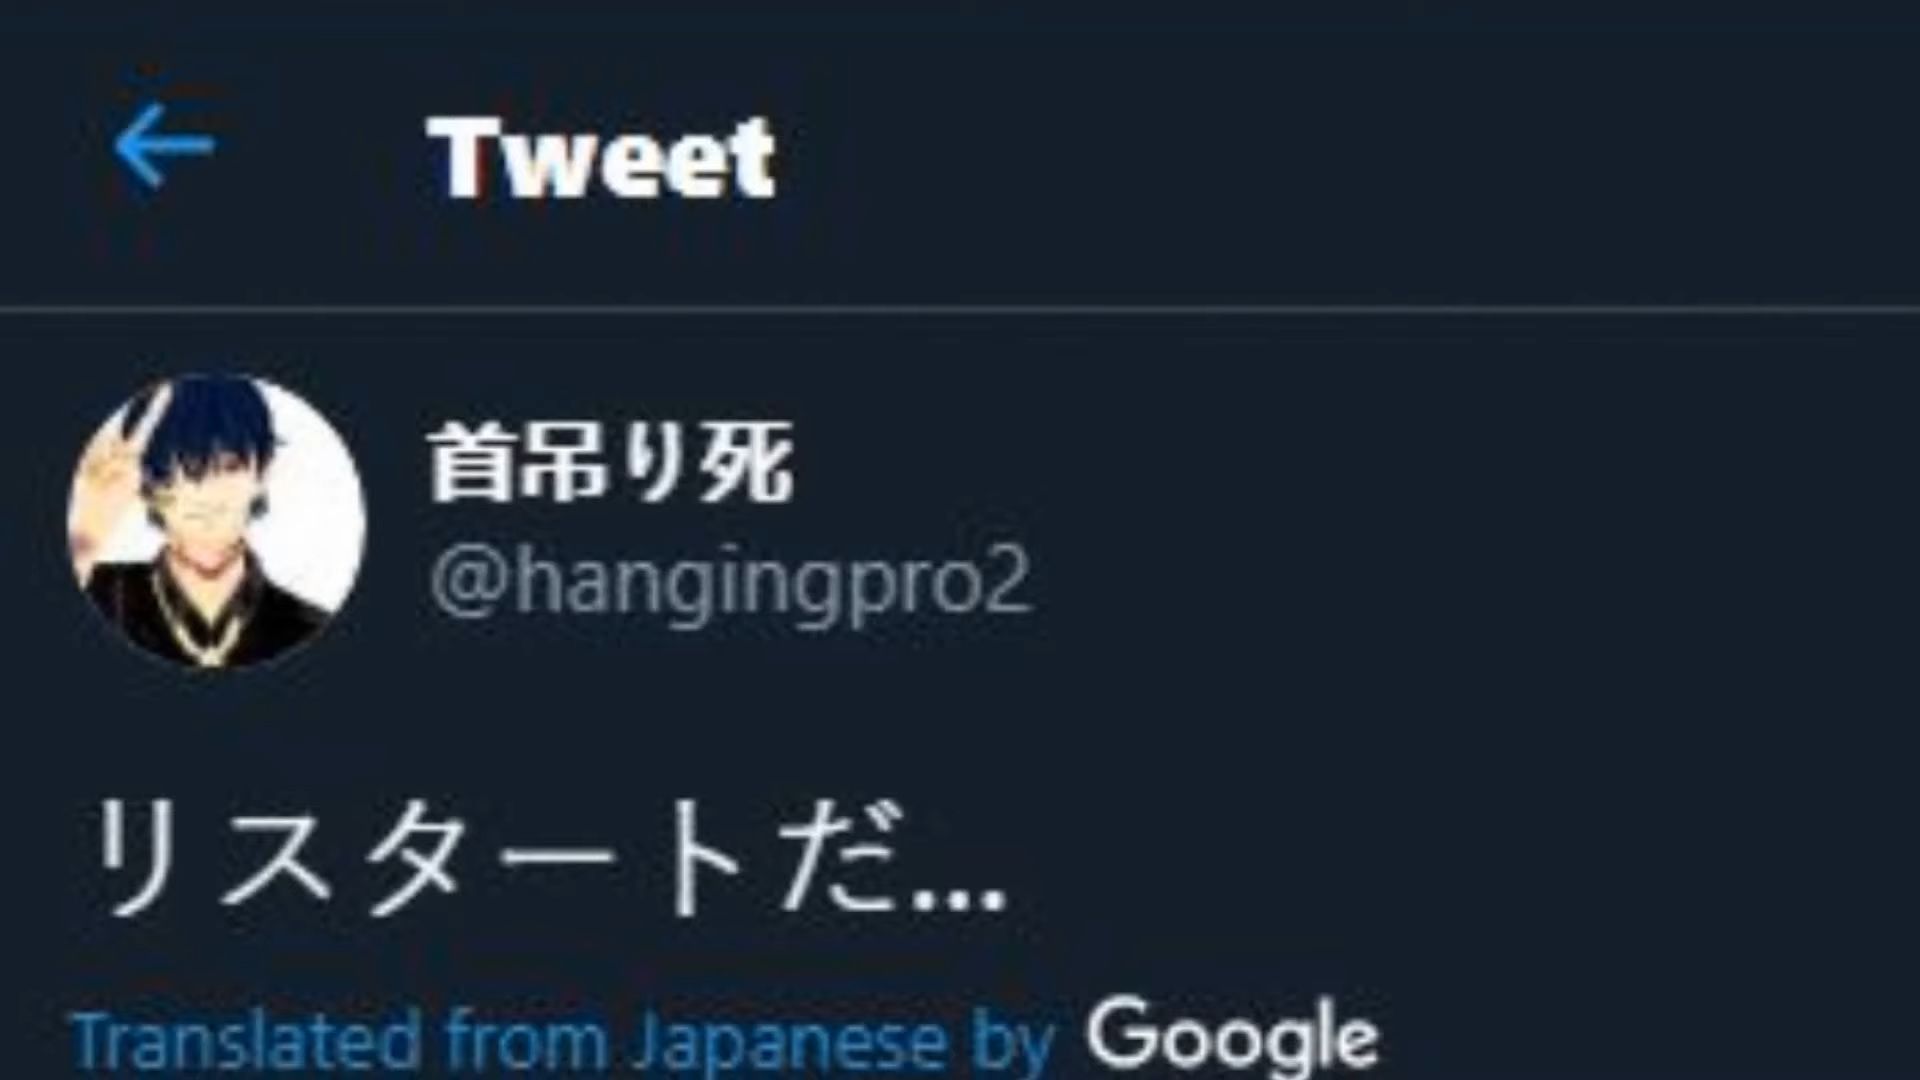 Tweet
首吊り死
@hangingpro2
リスタートだ...
Translated from Japanese by Google